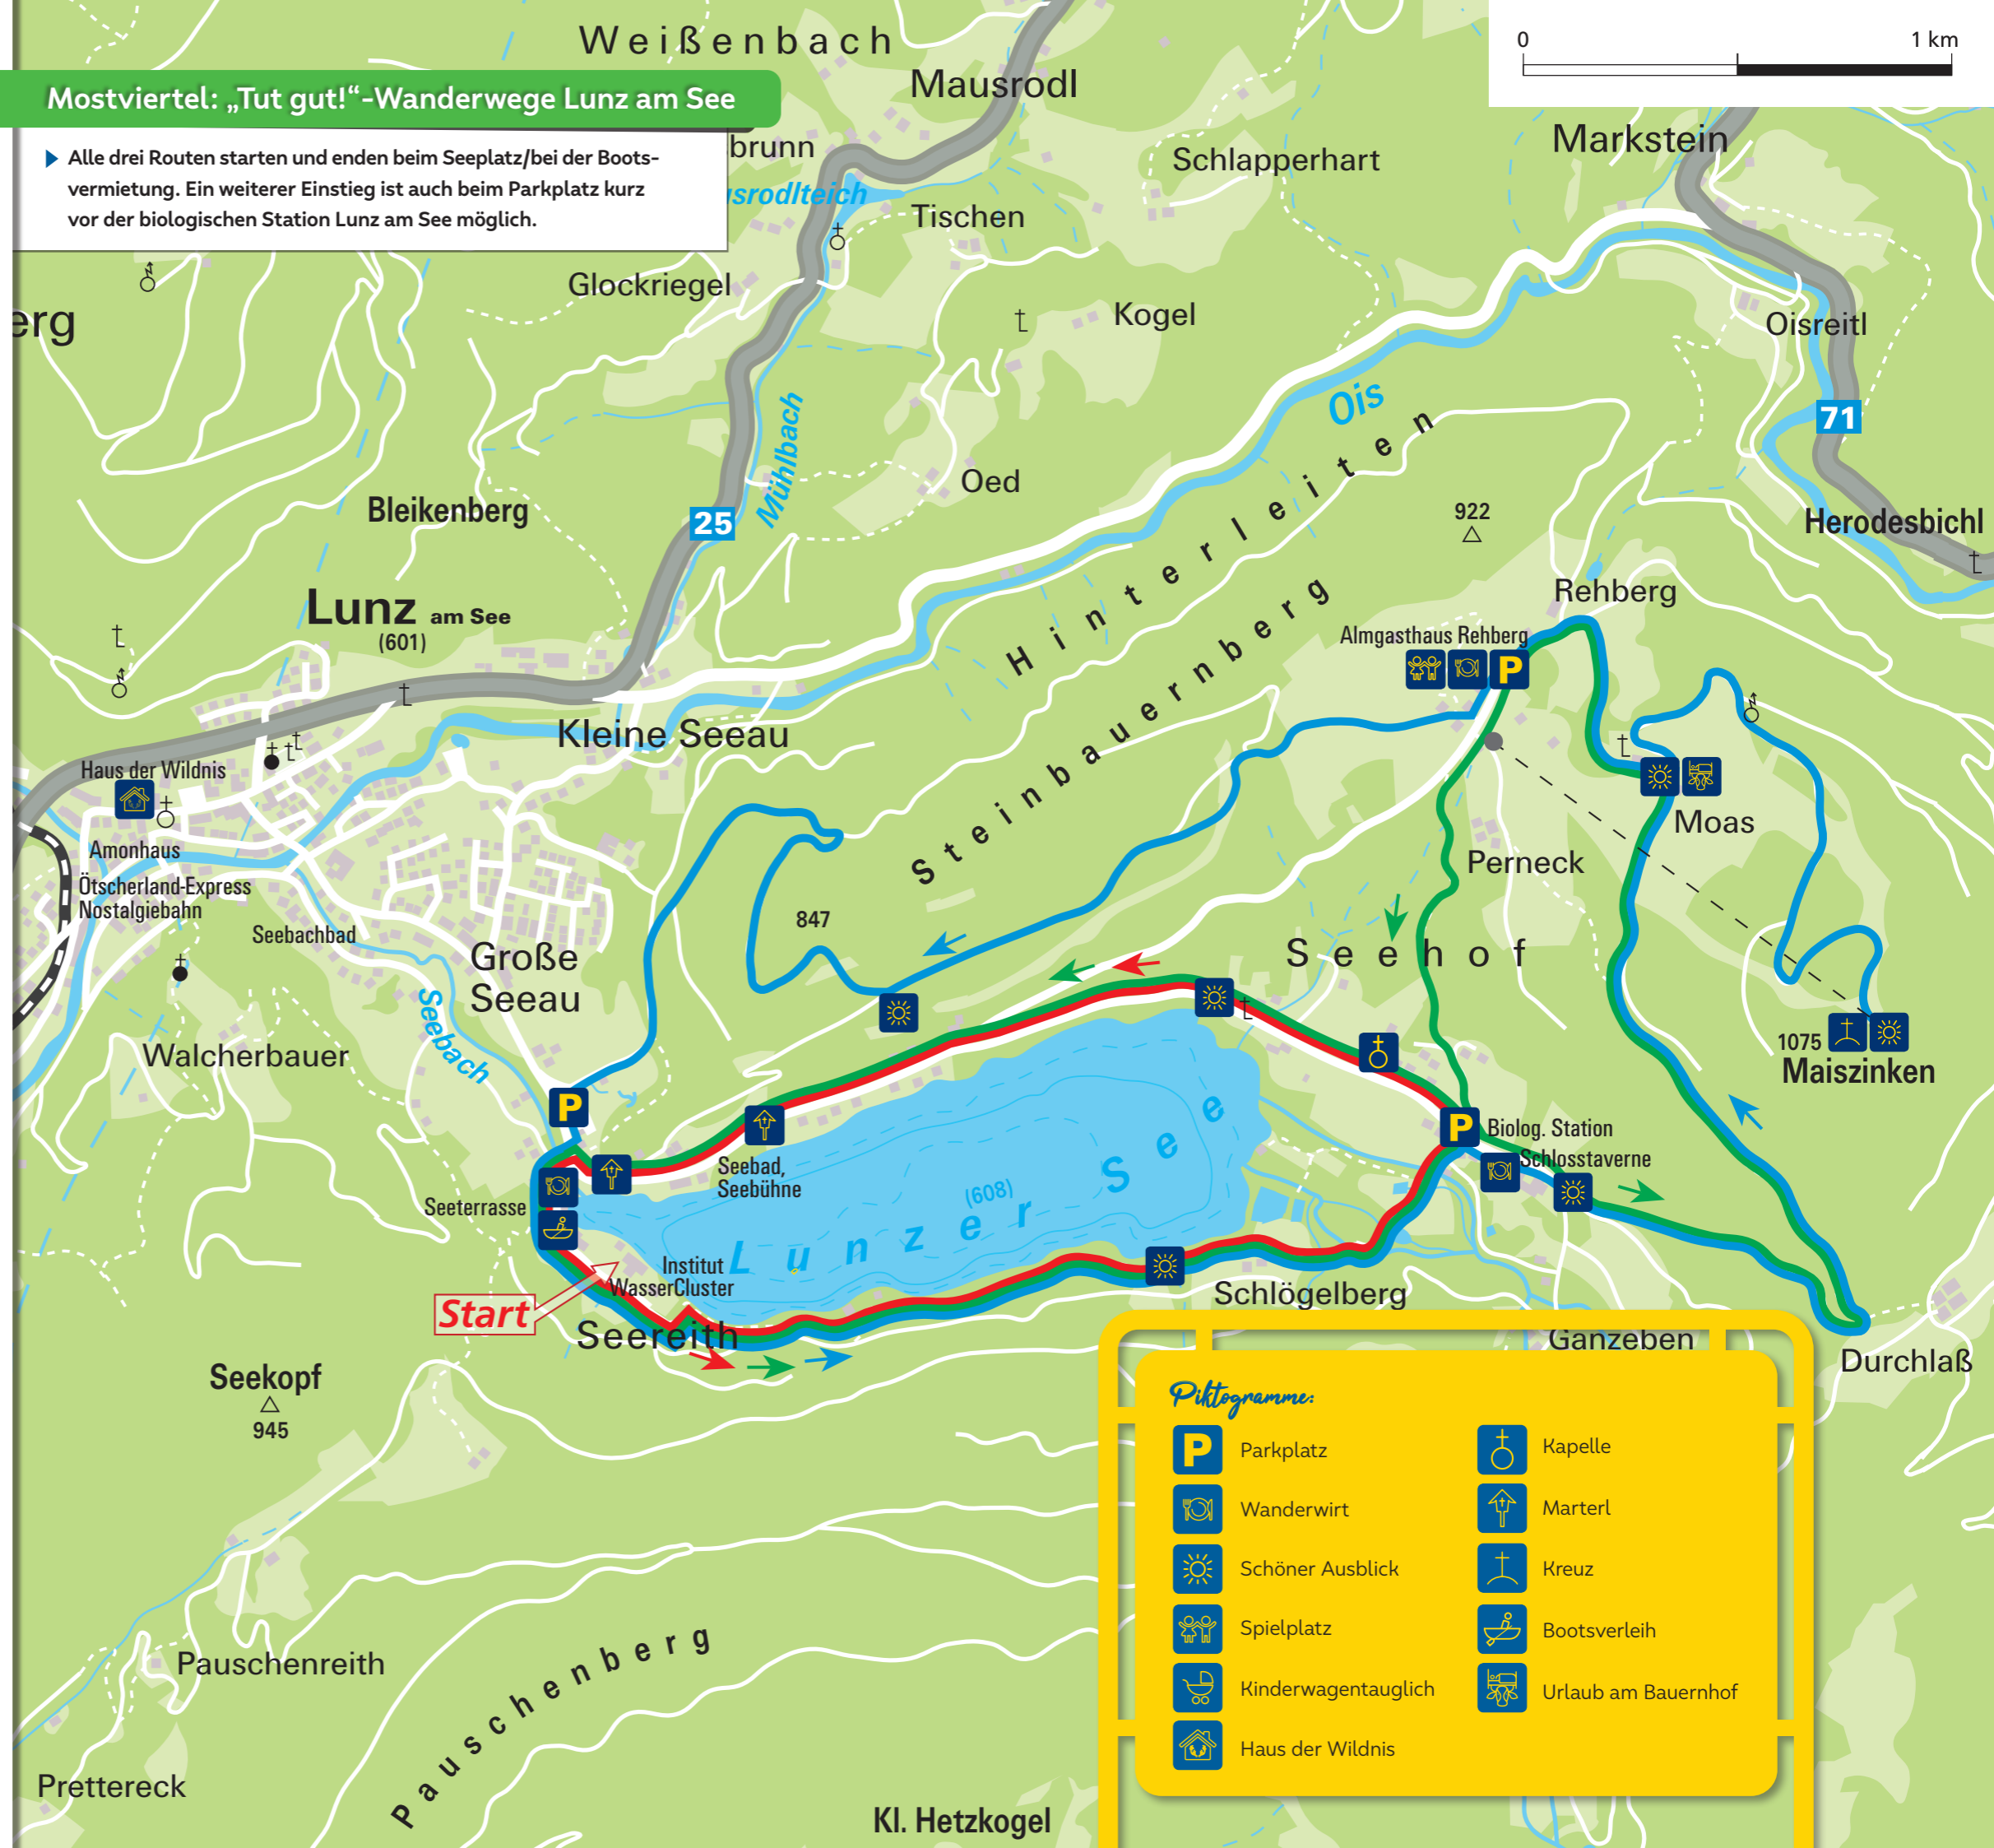 Weißenbach
Mausrodl
0 1 km
Mostviertel: „Tut gut!“-Wanderwege Lunz am See
Alle drei Routen starten und enden beim Seeplatz/bei der Boots-
vermietung. Ein weiterer Einstieg ist auch beim Parkplatz kurz
vor der biologischen Station Lunz am See möglich.
brunn
Markstein
Schlapperhart
srodlteich
Tischen
Glockriegel
Kogel
erg
Oisreitl
Ois
71
Mühlbach
Oed
Hinterleiten
Bleikenberg
25
922
Herodesbichl
Lunz am See
(601)
Rehberg
Steinbauernberg
Almgasthaus Rehberg
P
Kleine Seeau
Haus der Wildnis
Moas
Amonhaus
Perneck
Ötscherland-Express
Nostalgiebahn
847
Seebachbad
Große
Seeau
Seehof
Seebach
Walcherbauer
1075
Maiszinken
P
P
Biolog. Station
Schlosstaverne
Seebad,
Seebühne
Seeterrasse
(608)
Lunzer See
Institut
WasserCluster
Start
Schlögelberg
Seereith
Ganzeben
Durchlaß
Seekopf
945
Piktogramme:
P Parkplatz
Wanderwirt
Schöner Ausblick
Spielplatz
Kinderwagentauglich
Haus der Wildnis
Kapelle
Marterl
Kreuz
Bootsverleih
Urlaub am Bauernhof
Pauschenreith
Pauschenberg
Prettereck
Kl. Hetzkogel